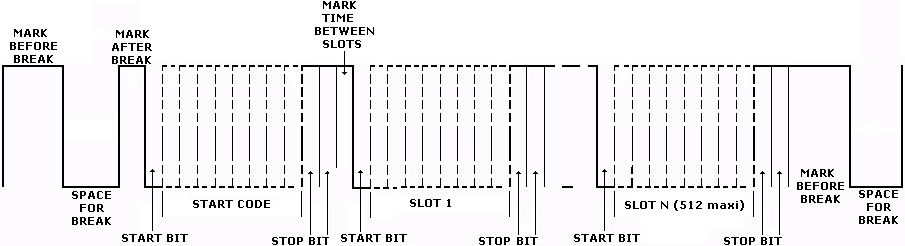 MARK
BEFORE
BREAK
MARK
AFTER
BREAK
MARK
TIME
BETWEEN
SLOTS
SPACE
FOR
BREAK
START CODE
SLOT 1
SLOT N (512 maxi)
MARK
BEFORE
BREAK
SPACE
FOR
BREAK
START BIT
STOP BIT
START BIT
STOP BIT
START BIT
STOP BIT